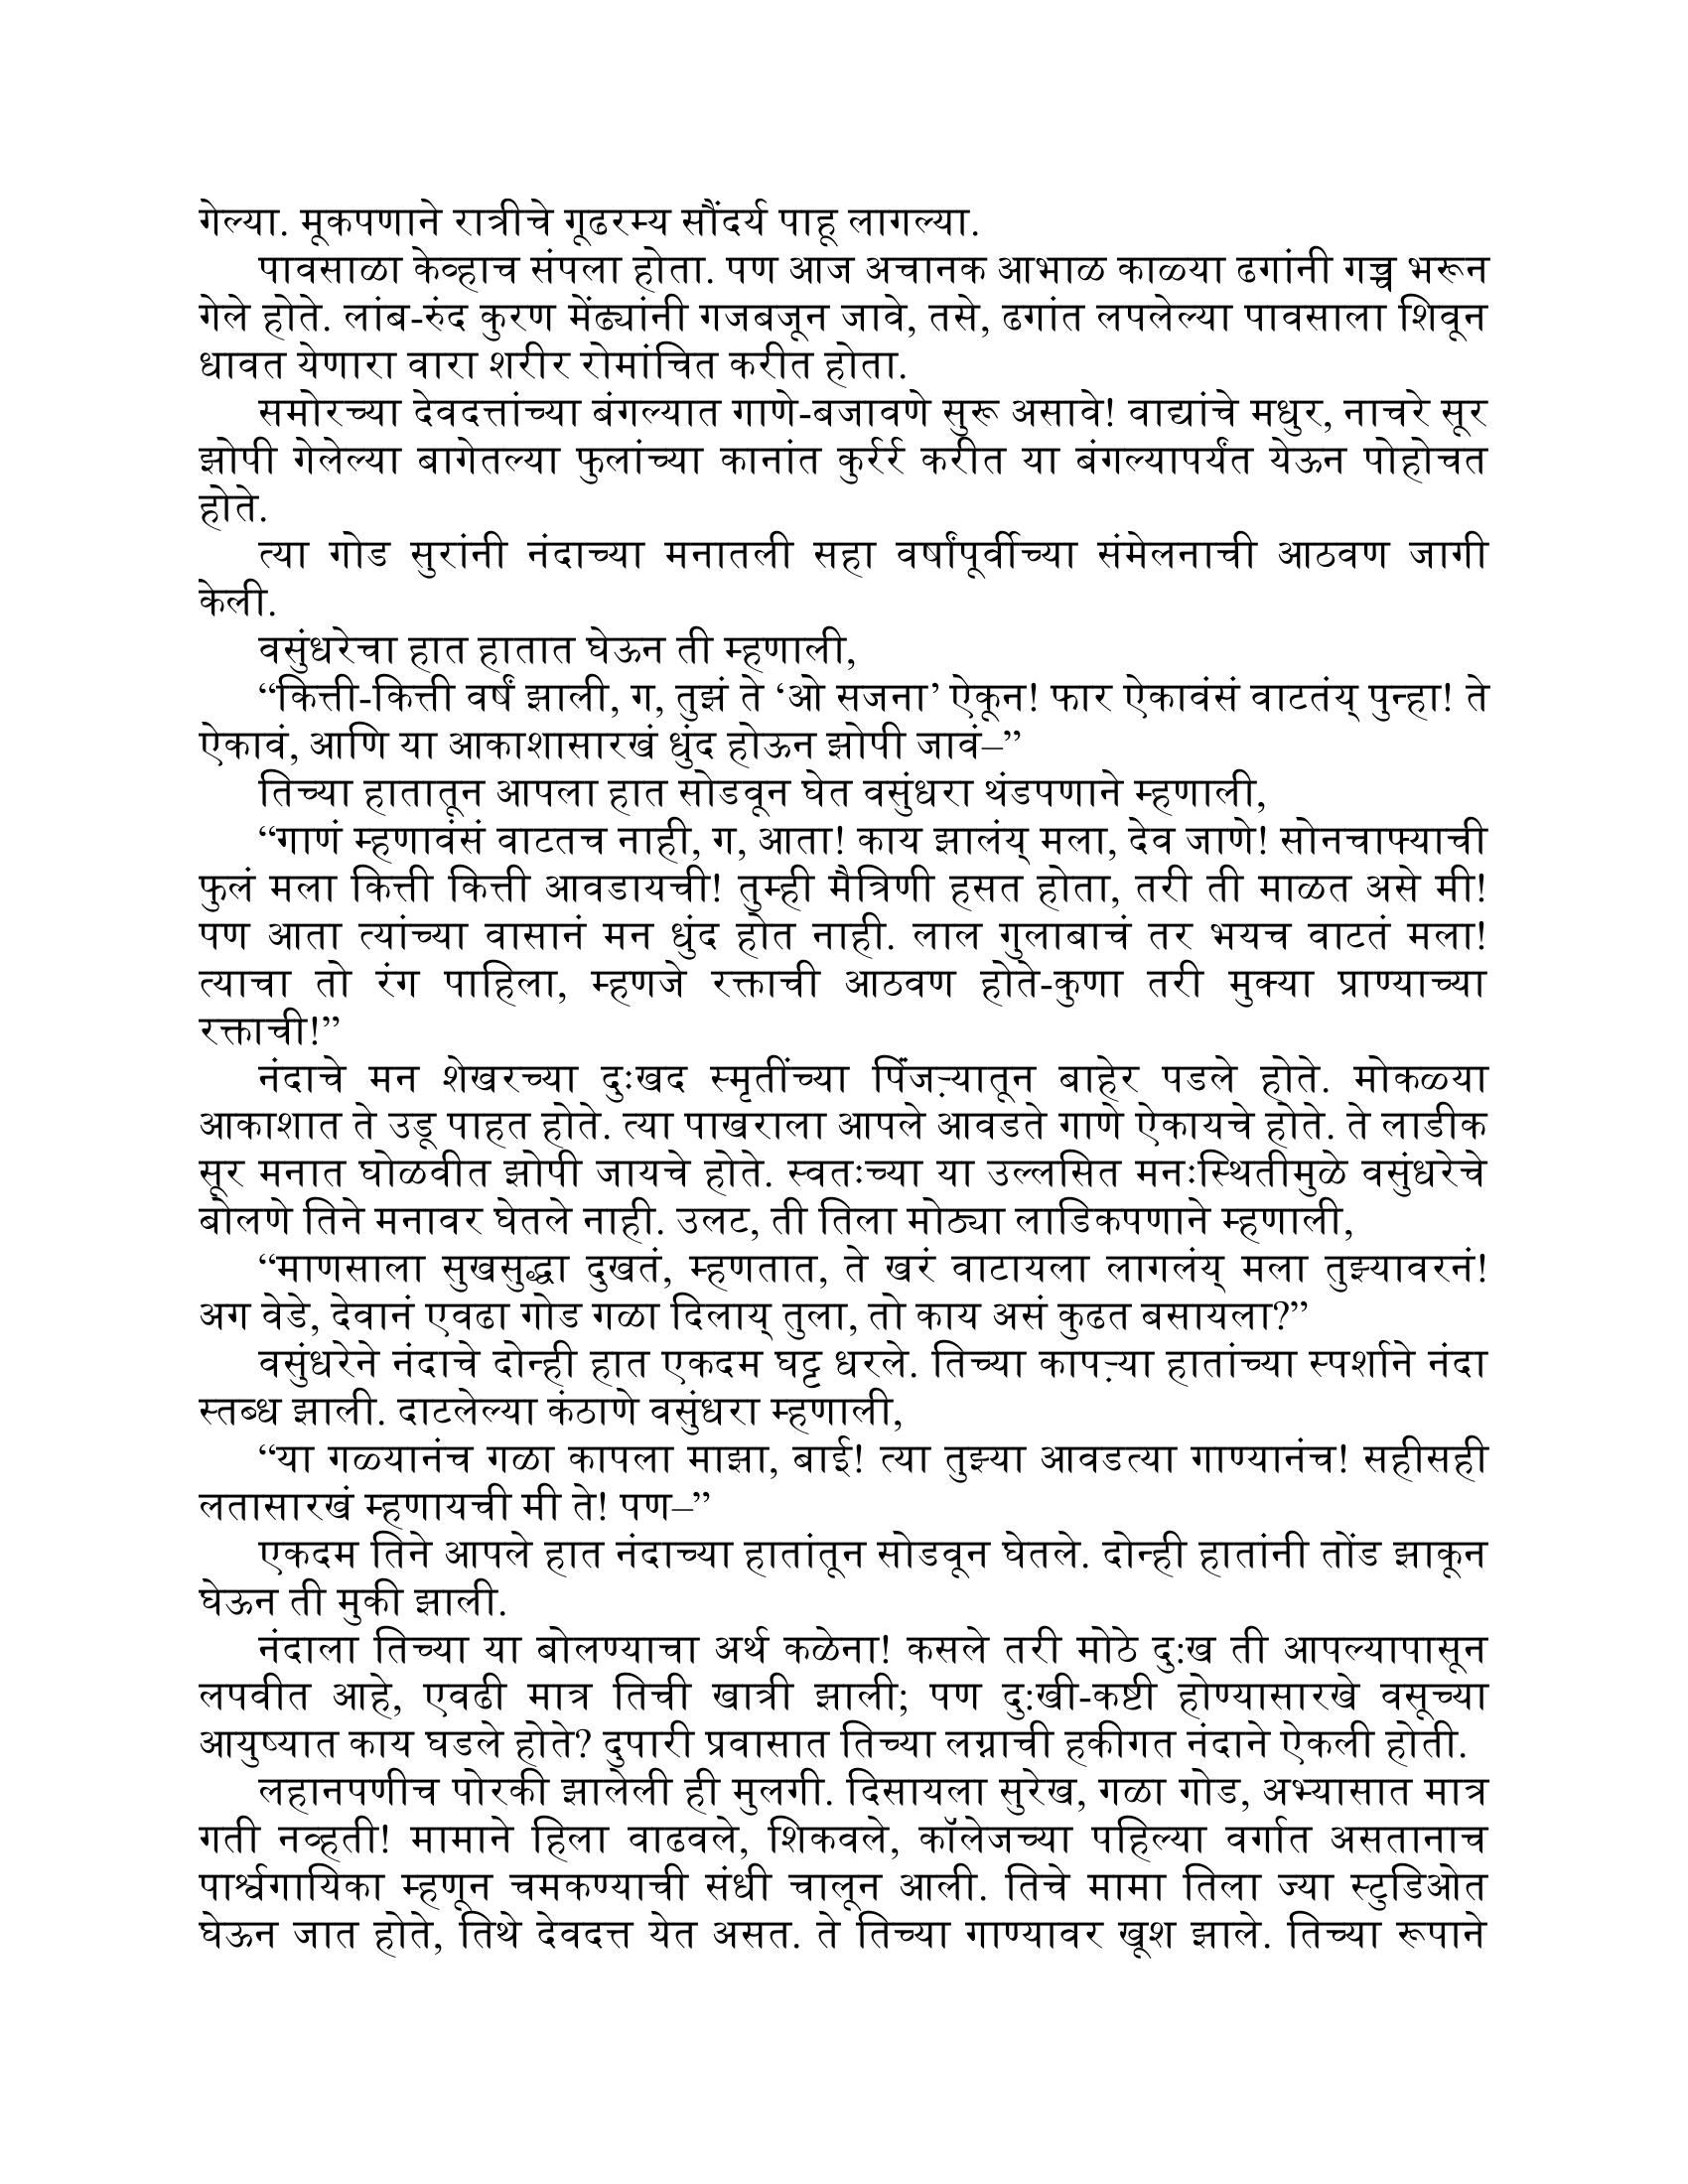 गेल्या. मूकपणाने रात्रीचे गूढरम्य सौंदर्य पाहू लागल्या.
पावसाळा केव्हाच संपला होता. पण आज अचानक आभाळ काळ्या ढगांनी गच्च भरून
गेले होते. लांब-रुंद कुरण मेंढ्यांनी गजबजून जावे, तसे, ढगांत लपलेल्या पावसाला शिवून
धावत येणारा वारा शरीर रोमांचित करीत होता.
समोरच्या देवदत्तांच्या बंगल्यात गाणे-बजावणे सुरू असावे! वाद्यांचे मधुर, नाचरे सूर
झोपी गेलेल्या बागेतल्या फुलांच्या कानांत कुर्रर्र करीत या बंगल्यापर्यंत येऊन पोहोचत
होते.
त्या गोड सुरांनी नंदाच्या मनातली सहा वर्षांपूर्वीच्या संमेलनाची आठवण जागी
केली.
वसुंधरेचा हात हातात घेऊन ती म्हणाली,
“कित्ती-कित्ती वर्षं झाली, ग, तुझं ते ‘ओ सजना’ ऐकून! फार ऐकावंसं वाटतंय् पुन्हा! ते
ऐकावं, आणि या आकाशासारखं धुंद होऊन झोपी जावं–”
तिच्या हातातून आपला हात सोडवून घेत वसुंधरा थंडपणाने म्हणाली,
“गाणं म्हणावंसं वाटतच नाही, ग, आता! काय झालंय् मला, देव जाणे! सोनचाफ्याची
फुलं मला कित्ती कित्ती आवडायची! तुम्ही मैत्रिणी हसत होता, तरी ती माळत असे मी!
पण आता त्यांच्या वासानं मन धुंद होत नाही. लाल गुलाबाचं तर भयच वाटतं मला!
त्याचा तो रंग पाहिला, म्हणजे रक्ताची आठवण होते-कुणा तरी मुक्या प्राण्याच्या
रक्ताची!”
नंदाचे मन शेखरच्या दुःखद स्मृतींच्या पिंजऱ्यातून बाहेर पडले होते. मोकळ्या
आकाशात ते उडू पाहत होते. त्या पाखराला आपले आवडते गाणे ऐकायचे होते. ते लाडीक
सूर मनात घोळवीत झोपी जायचे होते. स्वतःच्या या उल्लसित मनःस्थितीमुळे वसुंधरेचे
बोलणे तिने मनावर घेतले नाही. उलट, ती तिला मोठ्या लाडिकपणाने म्हणाली,
“माणसाला सुखसुद्धा दुखतं, म्हणतात, ते खरं वाटायला लागलंय् मला तुझ्यावरनं!
अग वेडे, देवानं एवढा गोड गळा दिलाय् तुला, तो काय असं कुढत बसायला?”
वसुंधरेने नंदाचे दोन्ही हात एकदम घट्ट धरले. तिच्या कापऱ्या हातांच्या स्पर्शाने नंदा
स्तब्ध झाली. दाटलेल्या कंठाणे वसुंधरा म्हणाली,
“या गळ्यानंच गळा कापला माझा, बाई! त्या तुझ्या आवडत्या गाण्यानंच! सहीसही
लतासारखं म्हणायची मी ते! पण–”
एकदम तिने आपले हात नंदाच्या हातांतून सोडवून घेतले. दोन्ही हातांनी तोंड झाकून
घेऊन ती मुकी झाली.
नंदाला तिच्या या बोलण्याचा अर्थ कळेना! कसले तरी मोठे दुःख ती आपल्यापासून
लपवीत आहे, एवढी मात्र तिची खात्री झाली; पण दुःखी-कष्टी होण्यासारखे वसूच्या
आयुष्यात काय घडले होते? दुपारी प्रवासात तिच्या लग्नाची हकीगत नंदाने ऐकली होती.
लहानपणीच पोरकी झालेली ही मुलगी. दिसायला सुरेख, गळा गोड, अभ्यासात मात्र
गती नव्हती! मामाने हिला वाढवले, शिकवले, कॉलेजच्या पहिल्या वर्गात असतानाच
पार्श्वगायिका म्हणून चमकण्याची संधी चालून आली. तिचे मामा तिला ज्या स्टुडिओत
घेऊन जात होते, तिथे देवदत्त येत असत. ते तिच्या गाण्यावर खूश झाले. तिच्या रूपाने